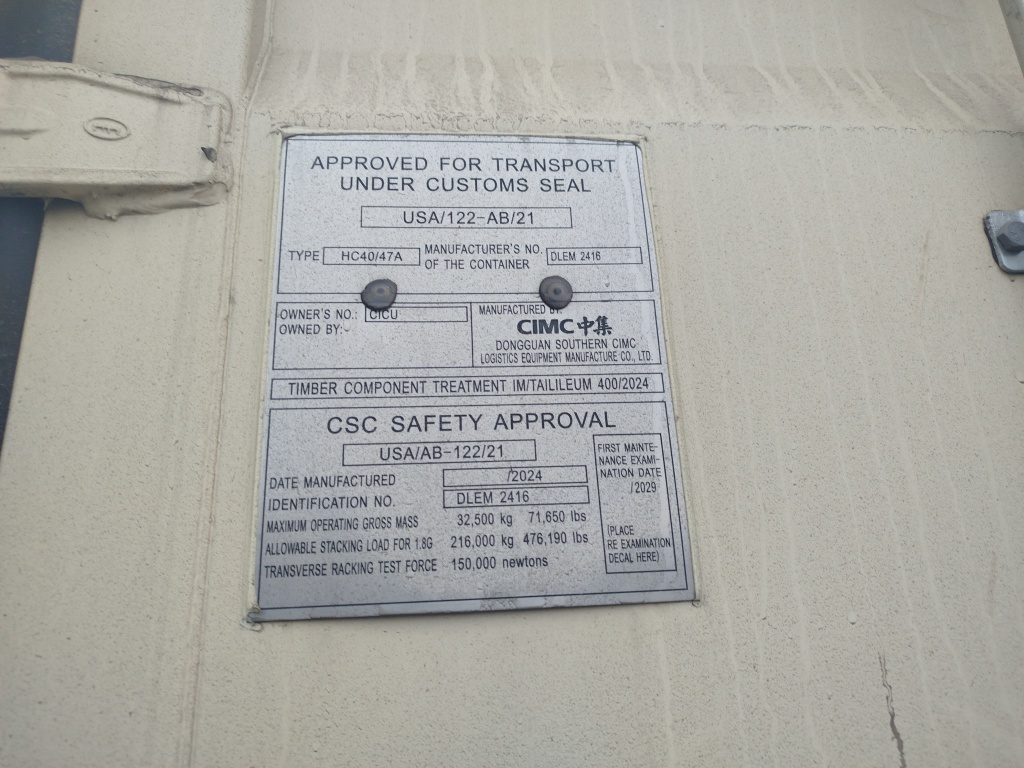 APPROVED FOR TRANSPORT
UNDER CUSTOMS SEAL
USA/122-AB/21
TYPE HC40/47A MANUFACTURER'S NO. OF THE CONTAINER DLEM 2416
OWNER'S NO.: CICU
OWNED BY:-
MANUFACTURED BY:
CIMC中集
DONGGUAN SOUTHERN CIMC
LOGISTICS EQUIPMENT MANUFACTURE CO., LTD.
TIMBER COMPONENT TREATMENT IM/TAILILEUM 400/2024
CSC SAFETY APPROVAL
USA/AB-122/21
DATE MANUFACTURED /2024
IDENTIFICATION NO. DLEM 2416
MAXIMUM OPERATING GROSS MASS 32,500 kg 71,650 lbs
ALLOWABLE STACKING LOAD FOR 1.8G 216,000 kg 476,190 lbs
TRANSVERSE RACKING TEST FORCE 150,000 newtons
FIRST MAINTE-
NANCE EXAMI-
NATION DATE
/2029
(PLACE
RE EXAMINATION
DECAL HERE)